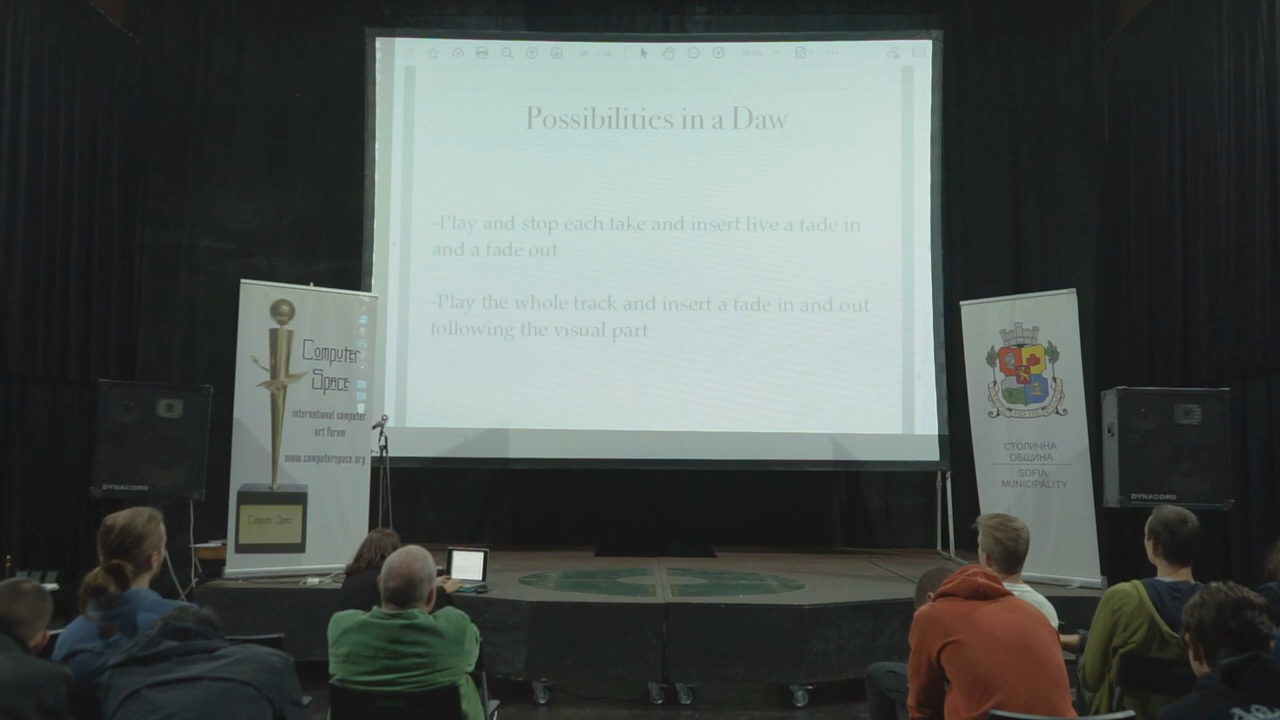 Possibilities in a Daw
-Play and stop each take and insert live a fade in
and a fade out
-Play the whole track and insert a fade in and out
following the visual part
Computer
Space
international computer
art forum
www.computerspace.org
Computer Space
СТОЛИЧНА
ОБЩИНА
SOFIA
MUNICIPALITY
DYNACORD
DYNACORD